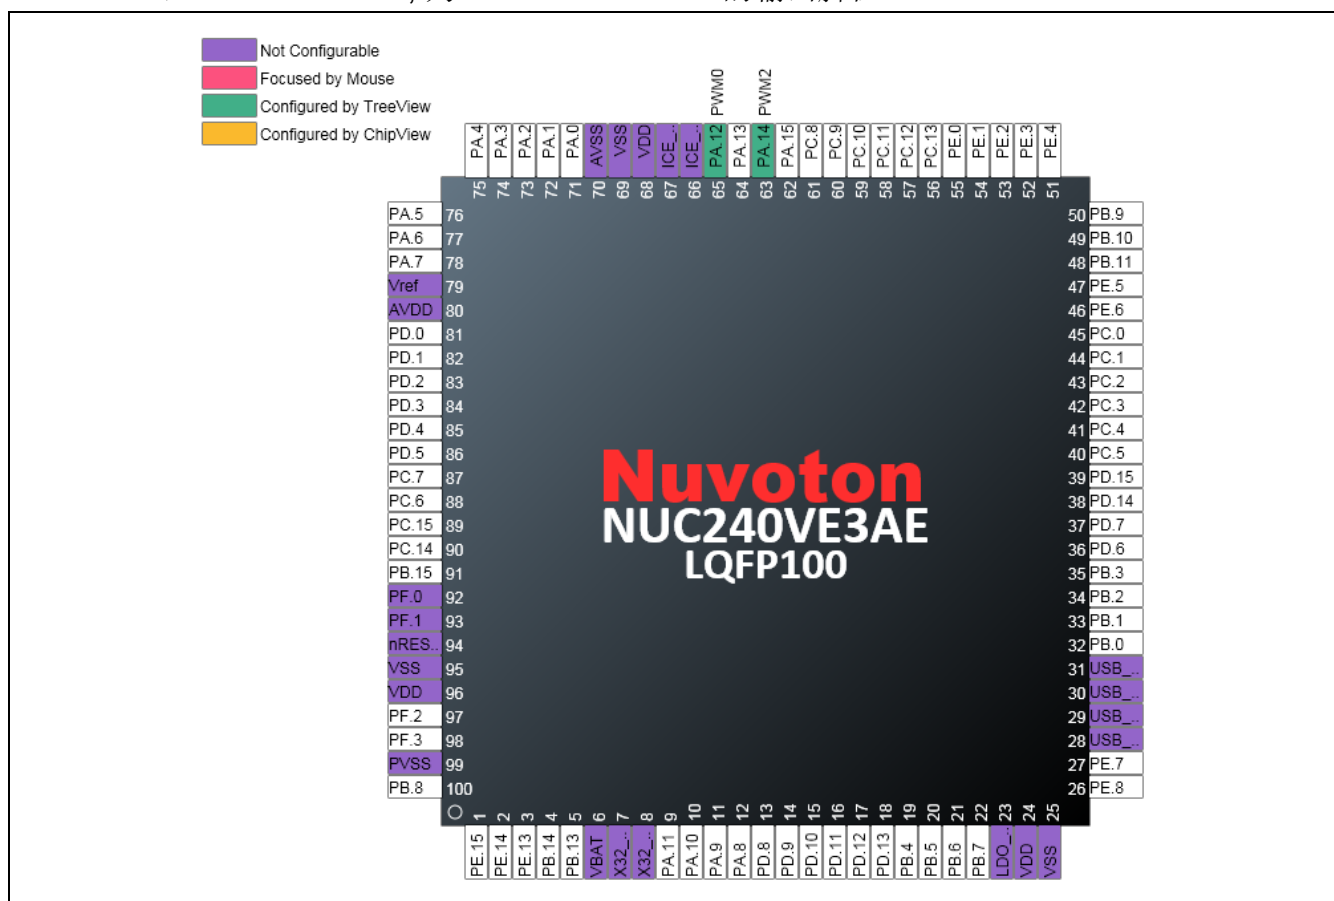 Not Configurable
Focused by Mouse
Configured by TreeView
Configured by ChipView
PWM0
PWM2
PA.4
PA.3
PA.2
PA.1
PA.0
AVSS
VSS
VDD
ICE_..
ICE_..
PA.12
PA.13
PA.14
PA.15
PC.8
PC.9
PC.10
PC.11
PC.12
PC.13
PE.0
PE.1
PE.2
PE.3
PE.4
75
74
73
72
71
70
69
68
67
66
65
64
63
62
61
60
59
58
57
56
55
54
53
52
51
PA.5 76
PA.6 77
PA.7 78
Vref 79
AVDD 80
PD.0 81
PD.1 82
PD.2 83
PD.3 84
PD.4 85
PD.5 86
PC.7 87
PC.6 88
PC.15 89
PC.14 90
PB.15 91
PF.0 92
PF.1 93
nRES.. 94
VSS 95
VDD 96
PF.2 97
PF.3 98
PVSS 99
PB.8 100
Nuvoton
NUC240VE3AE
LQFP100
50 PB.9
49 PB.10
48 PB.11
47 PE.5
46 PE.6
45 PC.0
44 PC.1
43 PC.2
42 PC.3
41 PC.4
40 PC.5
39 PD.15
38 PD.14
37 PD.7
36 PD.6
35 PB.3
34 PB.2
33 PB.1
32 PB.0
31 USB_..
30 USB_..
29 USB_..
28 USB_..
27 PE.7
26 PE.8
1
2
3
4
5
6
7
8
9
10
11
12
13
14
15
16
17
18
19
20
21
22
23
24
25
PE.15
PE.14
PE.13
PB.14
PB.13
VBAT
X32_..
X32_..
PA.11
PA.10
PA.9
PA.8
PD.8
PD.9
PD.10
PD.11
PD.12
PD.13
PB.4
PB.5
PB.6
PB.7
LDO_..
VDD
VSS